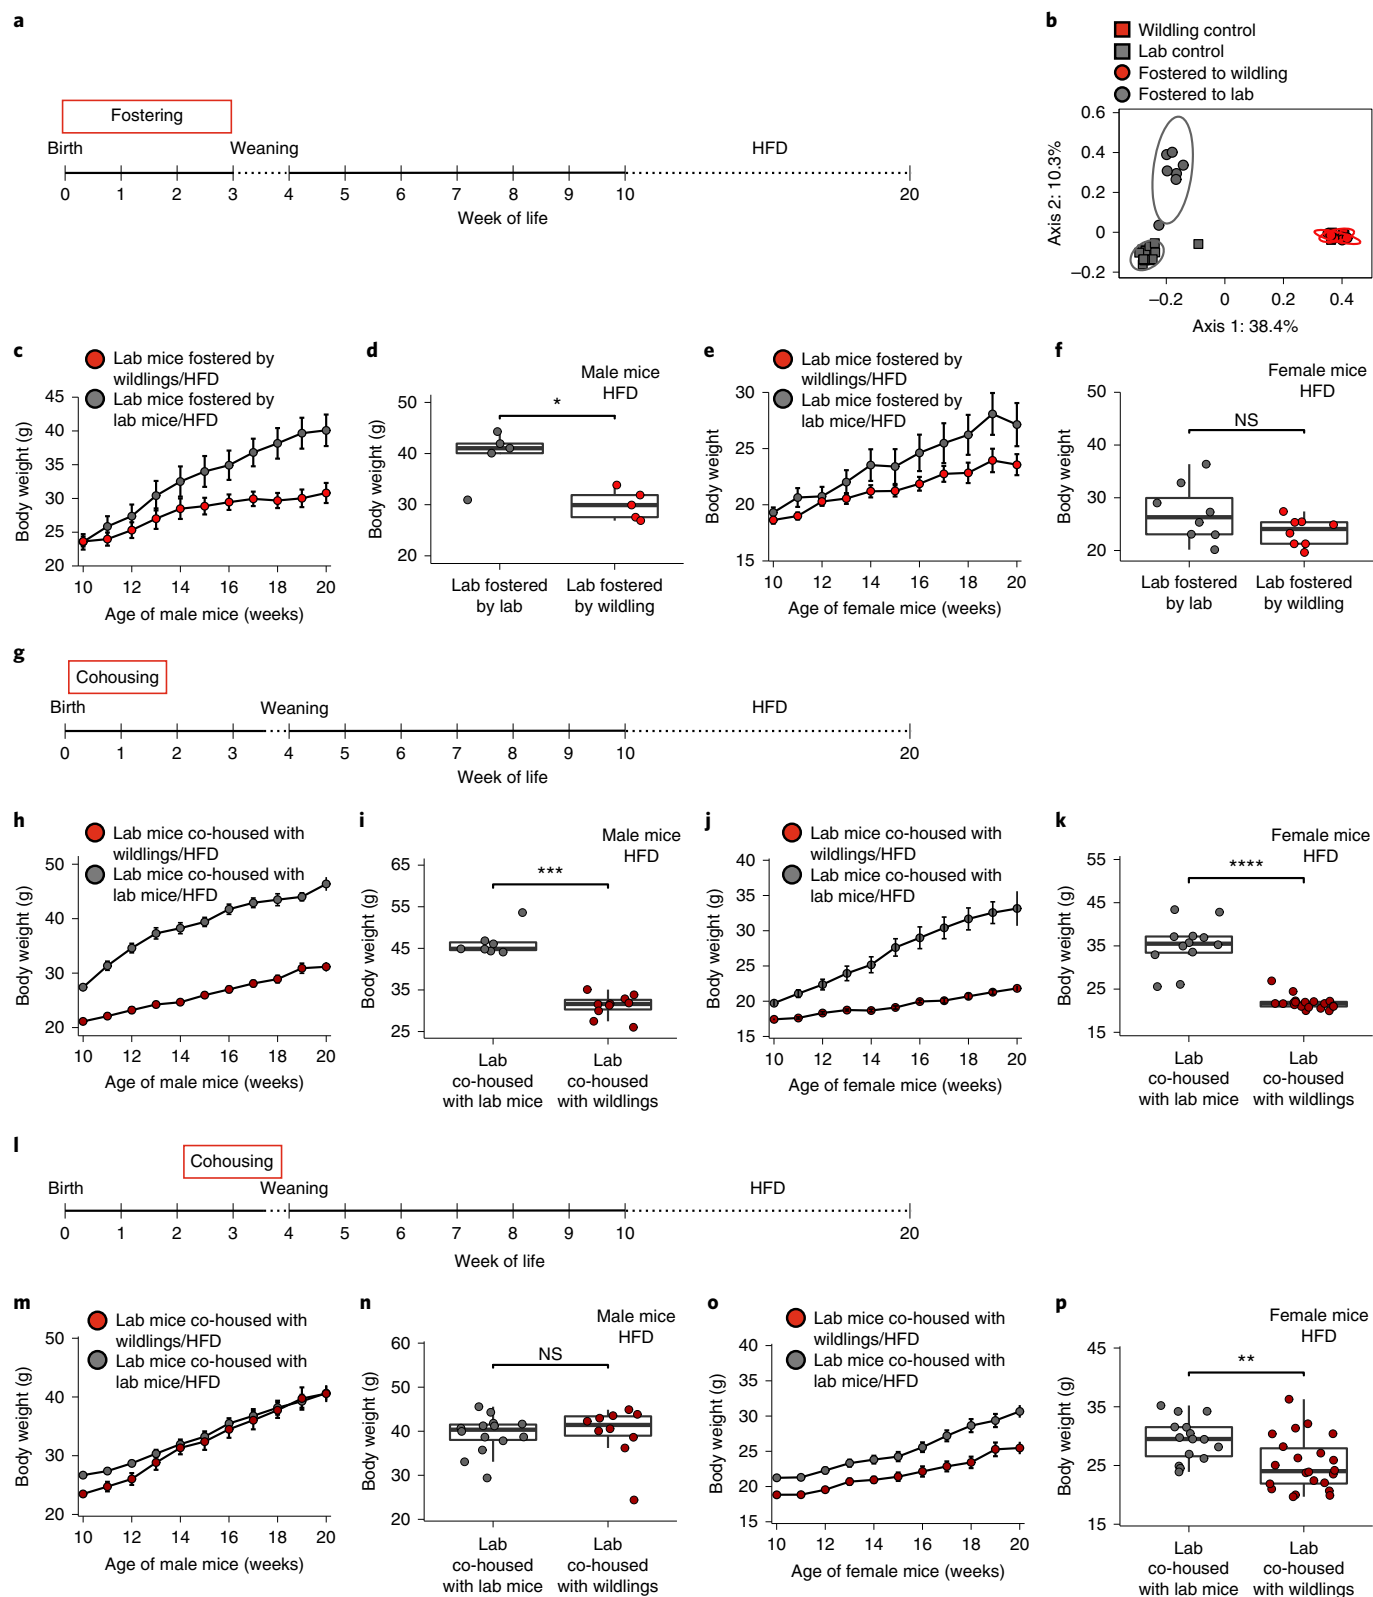 a
Fostering
Birth
Weaning
HFD
0 1 2 3 4 5 6 7 8 9 10 20
Week of life
b
Wildling control
Lab control
Fostered to wildling
Fostered to lab
0.6
0.4
0.2
0
–0.2
Axis 2: 10.3%
–0.2 0 0.2 0.4
Axis 1: 38.4%
c
Lab mice fostered by
wildlings/HFD
Lab mice fostered by
lab mice/HFD
45
40
35
30
25
20
Body weight (g)
10 12 14 16 18 20
Age of male mice (weeks)
d
Male mice
HFD
*
50
40
30
20
Body weight (g)
Lab fostered
by lab
Lab fostered
by wildling
e
Lab mice fostered by
wildlings/HFD
Lab mice fostered by
lab mice/HFD
30
25
20
15
Body weight
10 12 14 16 18 20
Age of female mice (weeks)
f
Female mice
HFD
NS
50
40
30
20
Body weight
Lab fostered
by lab
Lab fostered
by wildling
g
Cohousing
Birth
Weaning
HFD
0 1 2 3 4 5 6 7 8 9 10 20
Week of life
h
Lab mice co-housed with
wildlings/HFD
Lab mice co-housed with
lab mice/HFD
50
40
30
20
Body weight (g)
10 12 14 16 18 20
Age of male mice (weeks)
i
Male mice
HFD
***
65
55
45
35
25
Body weight (g)
Lab
co-housed
with lab mice
Lab
co-housed
with wildlings
j
Lab mice co-housed with
wildlings/HFD
Lab mice co-housed with
lab mice/HFD
40
35
30
25
20
15
Body weight (g)
10 12 14 16 18 20
Age of female mice (weeks)
k
Female mice
HFD
****
55
45
35
25
15
Body weight (g)
Lab
co-housed
with lab mice
Lab
co-housed
with wildlings
l
Cohousing
Birth
Weaning
HFD
0 1 2 3 4 5 6 7 8 9 10 20
Week of life
m
Lab mice co-housed with
wildlings/HFD
Lab mice co-housed with
lab mice/HFD
50
40
30
20
Body weight (g)
10 12 14 16 18 20
Age of male mice (weeks)
n
Male mice
HFD
NS
60
50
40
30
20
Body weight (g)
Lab
co-housed
with lab mice
Lab
co-housed
with wildlings
o
Lab mice co-housed with
wildlings/HFD
Lab mice co-housed with
lab mice/HFD
40
35
30
25
20
15
Body weight (g)
10 12 14 16 18 20
Age of female mice (weeks)
p
Female mice
HFD
**
45
35
25
15
Body weight (g)
Lab
co-housed
with lab mice
Lab
co-housed
with wildlings